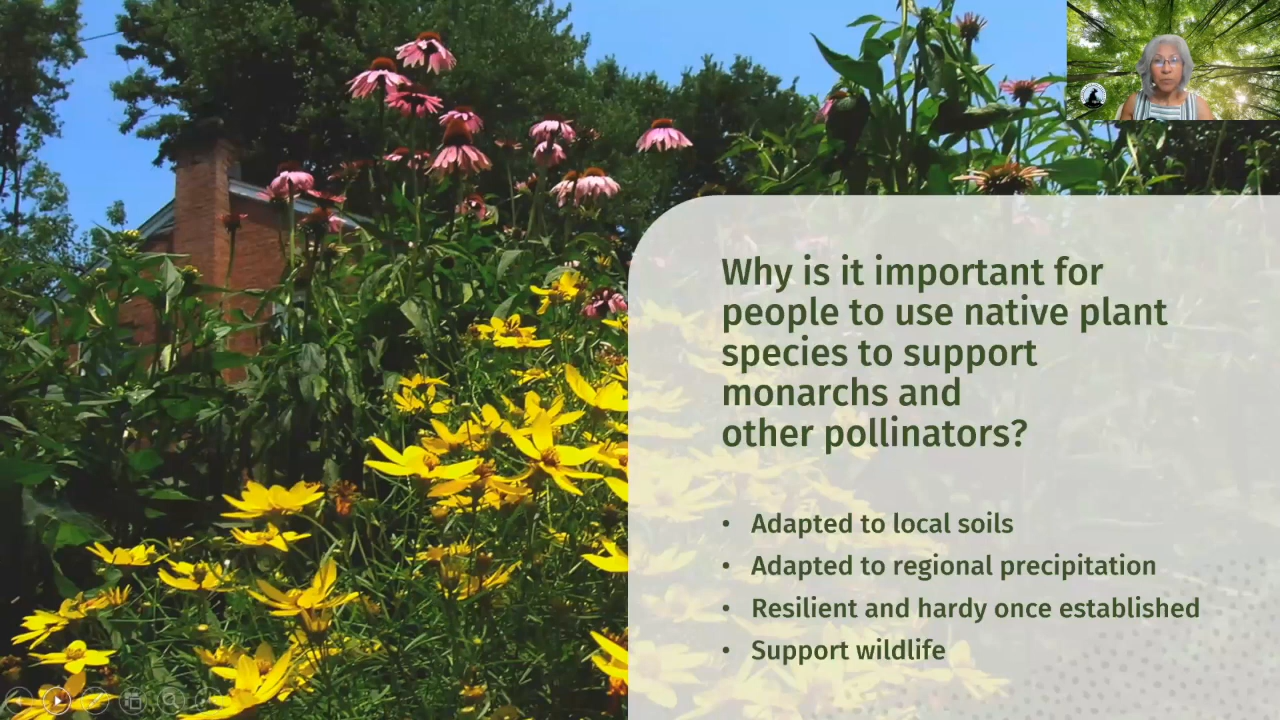 Why is it important for
people to use native plant
species to support
monarchs and
other pollinators?
• Adapted to local soils
• Adapted to regional precipitation
• Resilient and hardy once established
• Support wildlife